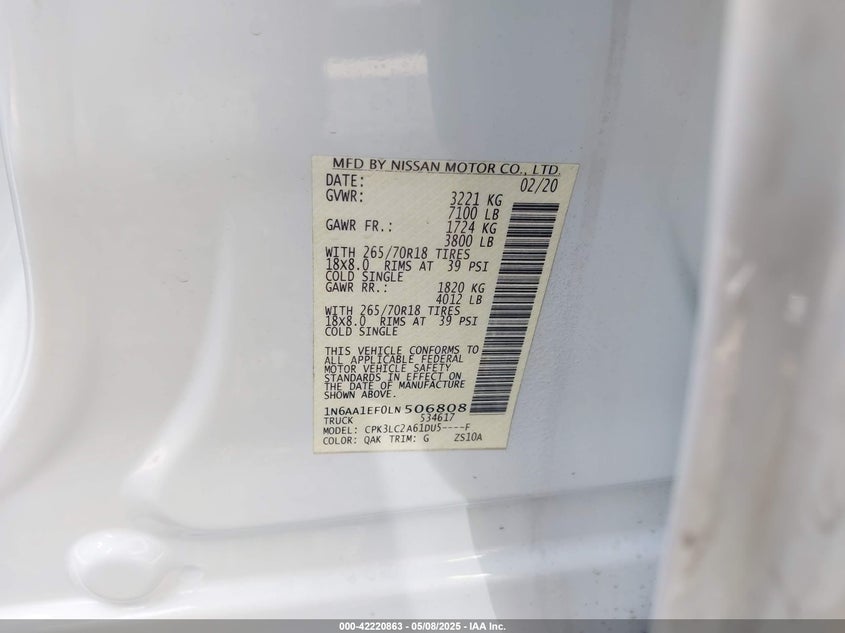 MFD BY NISSAN MOTOR CO., LTD.
DATE: 02/20
GVWR: 3221 KG
7100 LB
GAWR FR.: 1724 KG
3800 LB
WITH 265/70R18 TIRES
18X8.0 RIMS AT 39 PSI
COLD SINGLE
GAWR RR.: 1820 KG
4012 LB
WITH 265/70R18 TIRES
18X8.0 RIMS AT 39 PSI
COLD SINGLE
THIS VEHICLE CONFORMS TO
ALL APPLICABLE FEDERAL
MOTOR VEHICLE SAFETY
STANDARDS IN EFFECT ON
THE DATE OF MANUFACTURE
SHOWN ABOVE.
1N6AA1EF0LN506808
TRUCK 534617
MODEL: CPK3LC2A61DU5----F
COLOR: QAK TRIM: G ZS10A
000-42220863 - 05/08/2025 - IAA Inc.